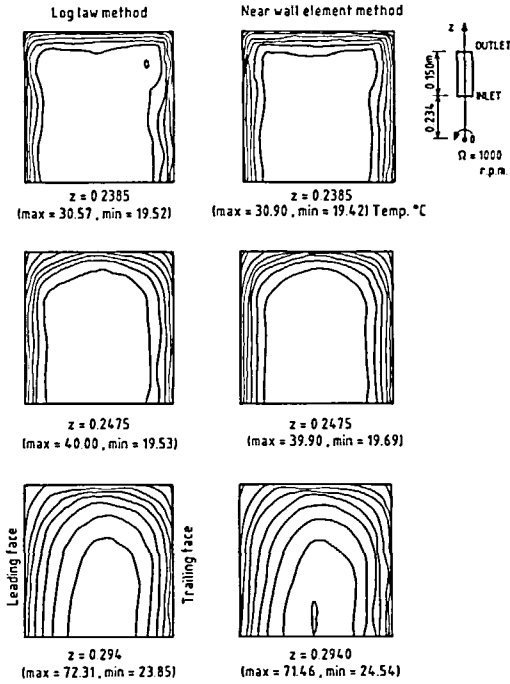 Log law method
Near wall element method
z
OUTLET
0.150m
INLET
0.234
Ω = 1000
r.p.m.
z = 0.2385
(max = 30.57, min = 19.52)
z = 0.2385
(max = 30.90, min = 19.42) Temp. °C
z = 0.2475
(max = 40.00, min = 19.53)
z = 0.2475
(max = 39.90, min = 19.69)
Leading face
Trailing face
z = 0.294
(max = 72.31, min = 23.85)
z = 0.2940
(max = 71.46, min = 24.54)